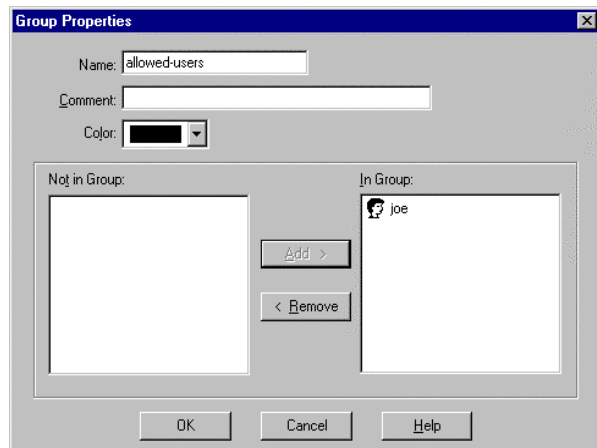 Group Properties
Name: allowed-users
Comment:
Color:
Not in Group:
In Group:
joe
Add >
< Remove
OK
Cancel
Help